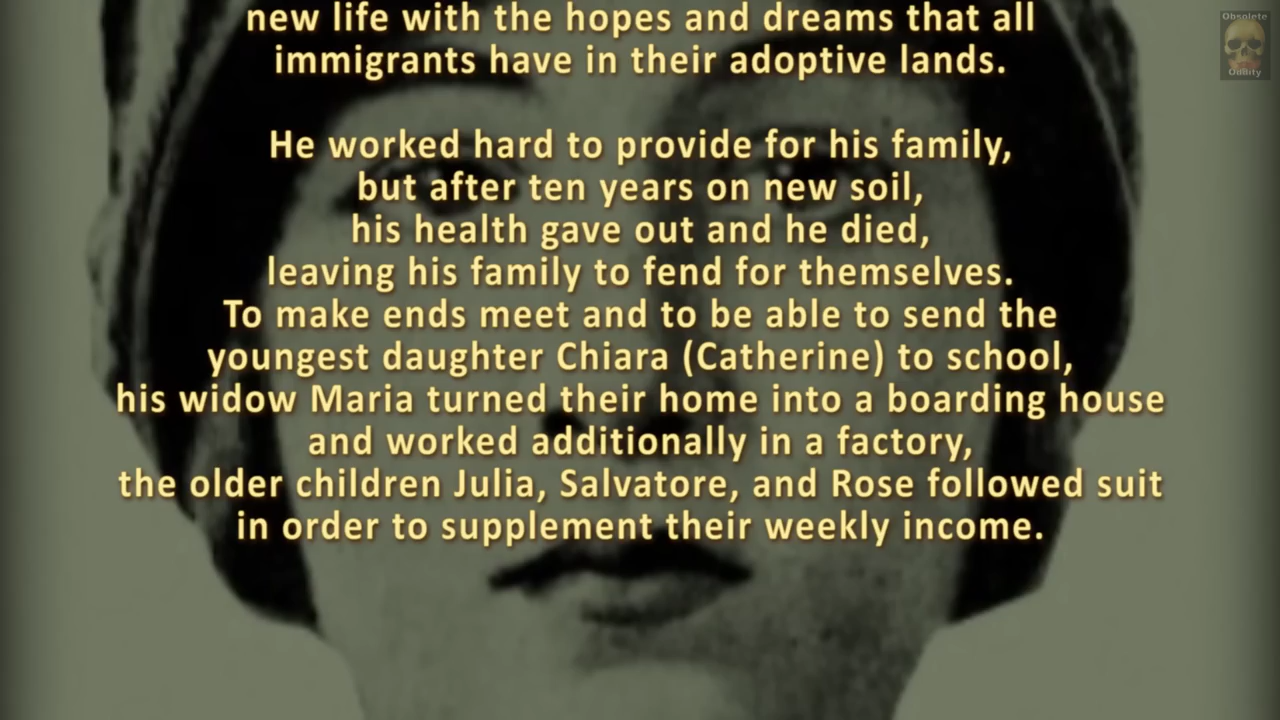 Obsolete
Oddity
new life with the hopes and dreams that all
immigrants have in their adoptive lands.
He worked hard to provide for his family,
but after ten years on new soil,
his health gave out and he died,
leaving his family to fend for themselves.
To make ends meet and to be able to send the
youngest daughter Chiara (Catherine) to school,
his widow Maria turned their home into a boarding house
and worked additionally in a factory,
the older children Julia, Salvatore, and Rose followed suit
in order to supplement their weekly income.